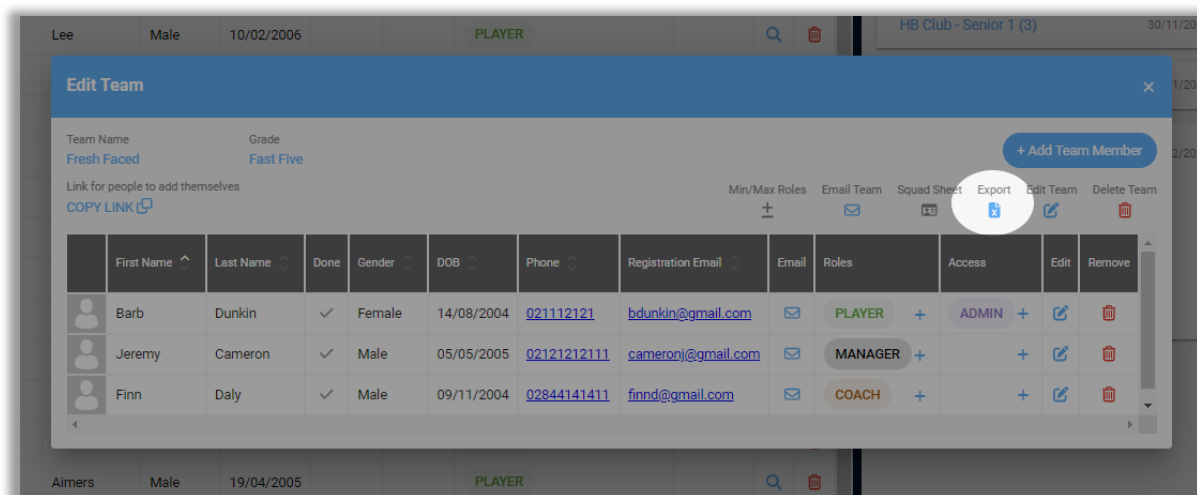 Lee Male 10/02/2006 PLAYER HB Club - Senior 1 (3)
Edit Team ×
Team Name Grade
Fresh Faced Fast Five + Add Team Member
Link for people to add themselves Min/Max Roles Email Team Squad Sheet Export Edit Team Delete Team
COPY LINK
First Name Last Name Done Gender DOB Phone Registration Email Email Roles Access Edit Remove
Barb Dunkin Female 14/08/2004 021112121 bdunkin@gmail.com PLAYER + ADMIN +
Jeremy Cameron Male 05/05/2005 02121212111 cameronj@gmail.com MANAGER + +
Finn Daly Male 09/11/2004 02844141411 finnd@gmail.com COACH + +
Aimers Male 19/04/2005 PLAYER